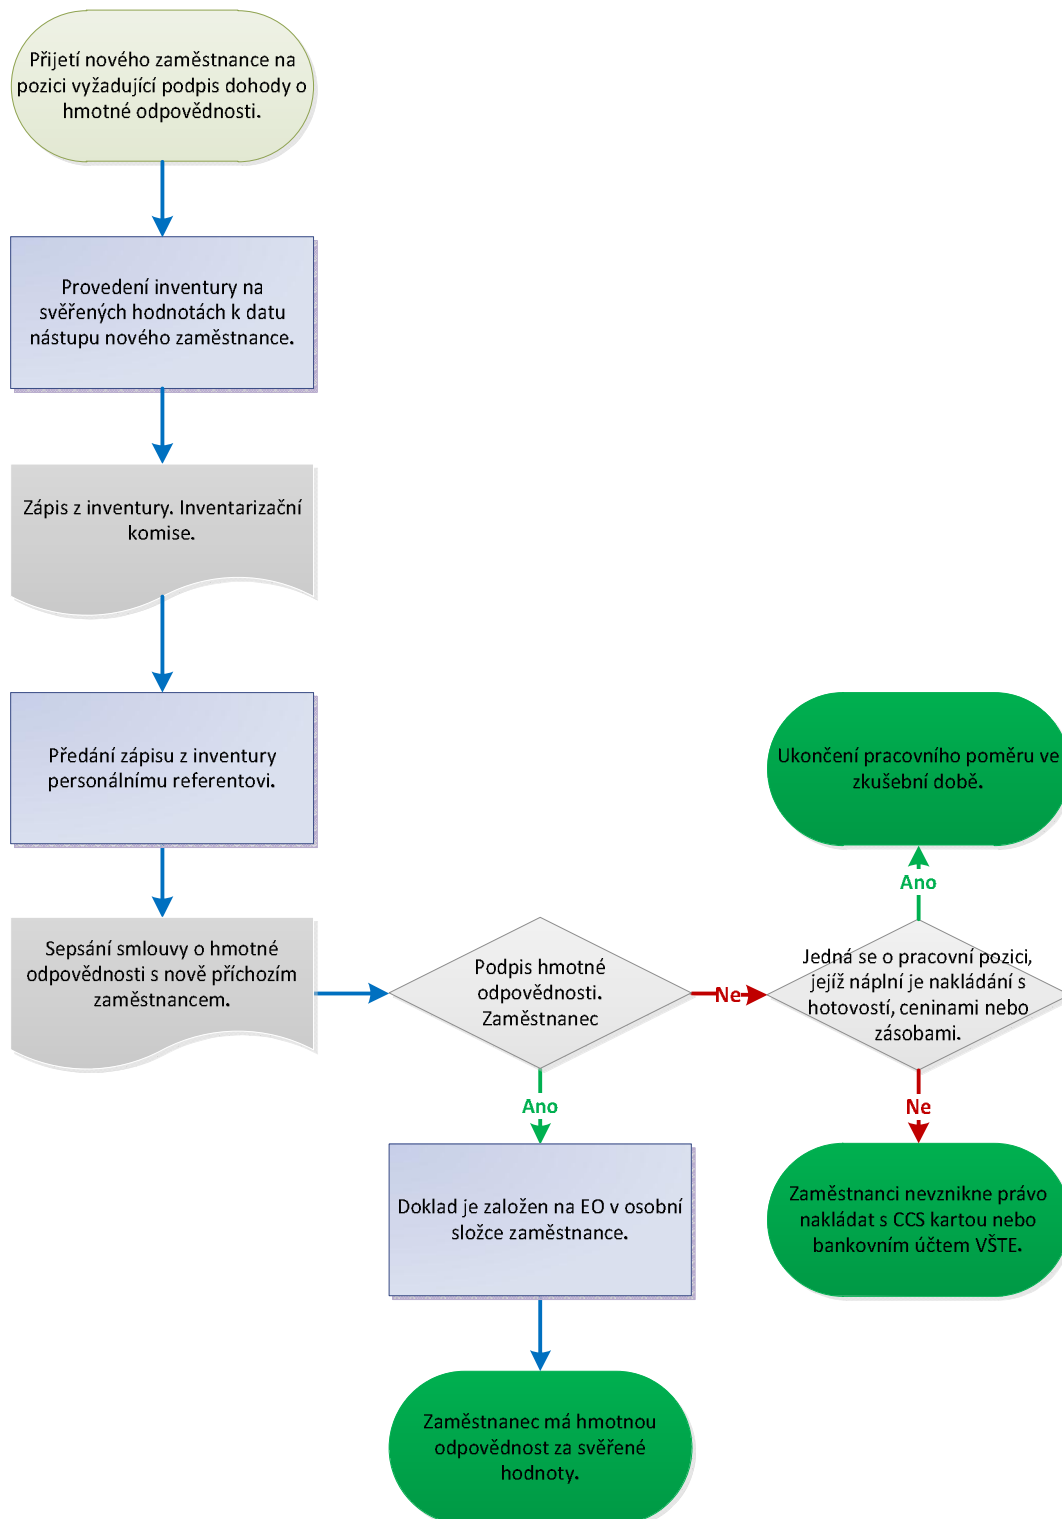 Přijetí nového zaměstnance na
pozici vyžadující podpis dohody o
hmotné odpovědnosti.
Provedení inventury na
svěřených hodnotách k datu
nástupu nového zaměstnance.
Zápis z inventury. Inventarizační
komise.
Předání zápisu z inventury
personálnímu referentovi.
Sepsání smlouvy o hmotné
odpovědnosti s nově příchozím
zaměstnancem.
Podpis hmotné
odpovědnosti.
Zaměstnanec
Ne
Jedná se o pracovní pozici,
jejíž náplní je nakládání s
hotovostí, ceninami nebo
zásobami.
Ano
Ukončení pracovního poměru ve
zkušební době.
Ne
Zaměstnanci nevznikne právo
nakládat s CCS kartou nebo
bankovním účtem VŠTE.
Ano
Doklad je založen na EO v osobní
složce zaměstnance.
Zaměstnanec má hmotnou
odpovědnost za svěřené
hodnoty.